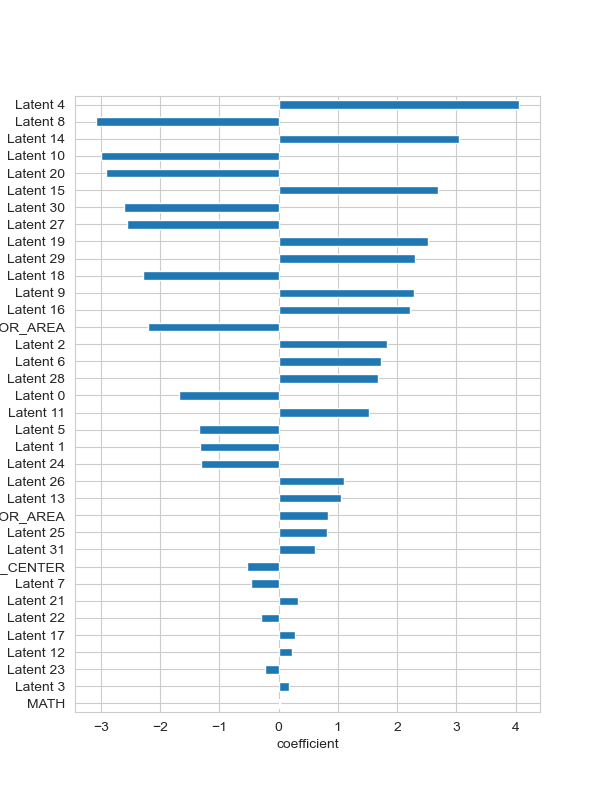 Latent 4
Latent 8
Latent 14
Latent 10
Latent 20
Latent 15
Latent 30
Latent 27
Latent 19
Latent 29
Latent 18
Latent 9
Latent 16
OR_AREA
Latent 2
Latent 6
Latent 28
Latent 0
Latent 11
Latent 5
Latent 1
Latent 24
Latent 26
Latent 13
OR_AREA
Latent 25
Latent 31
_CENTER
Latent 7
Latent 21
Latent 22
Latent 17
Latent 12
Latent 23
Latent 3
MATH
−3 −2 −1 0 1 2 3 4
coefficient